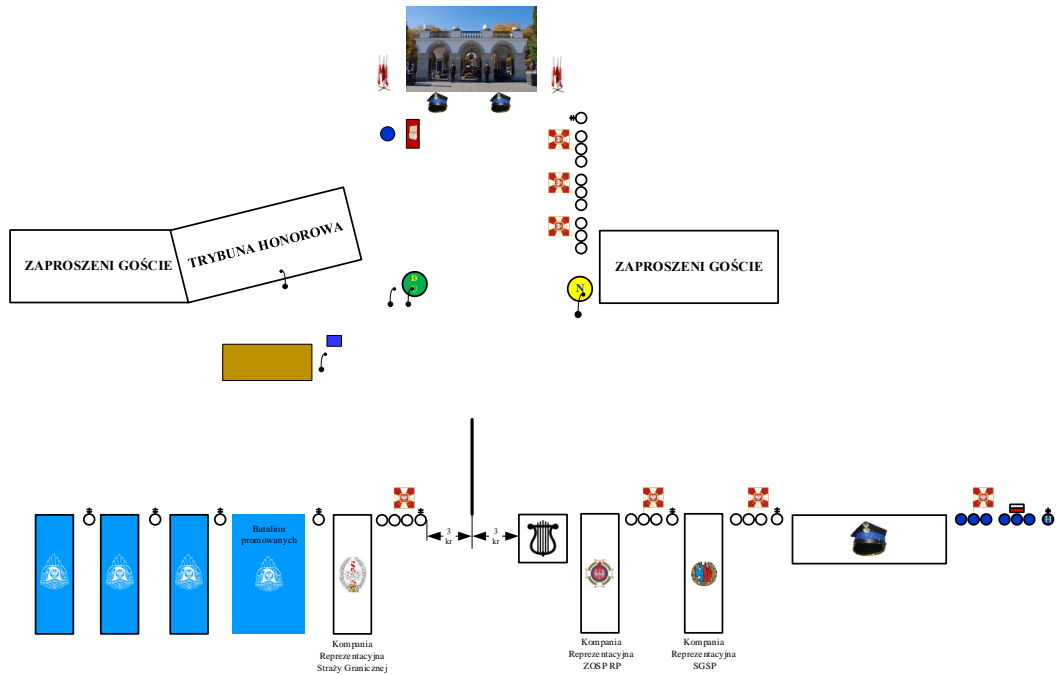 ZAPROSZENI GOŚCIE
TRYBUNA HONOROWA
ZAPROSZENI GOŚCIE
D
N
Batalion
promowanych
3
kr
3
kr
H
Kompania
Reprezentacyjna
Straży Granicznej
Kompania
Reprezentacyjna
ZOSP RP
Kompania
Reprezentacyjna
SGSP